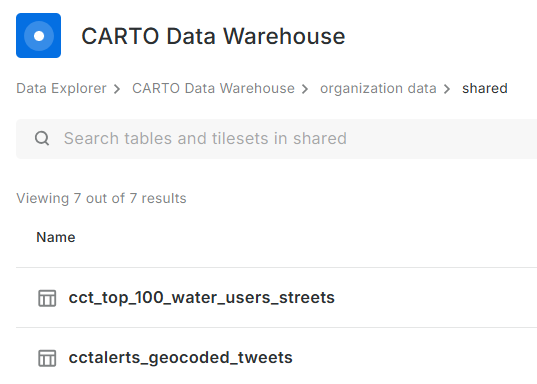 CARTO Data Warehouse
Data Explorer > CARTO Data Warehouse > organization data > shared
Search tables and tilesets in shared
Viewing 7 out of 7 results
Name
cct_top_100_water_users_streets
cctalerts_geocoded_tweets